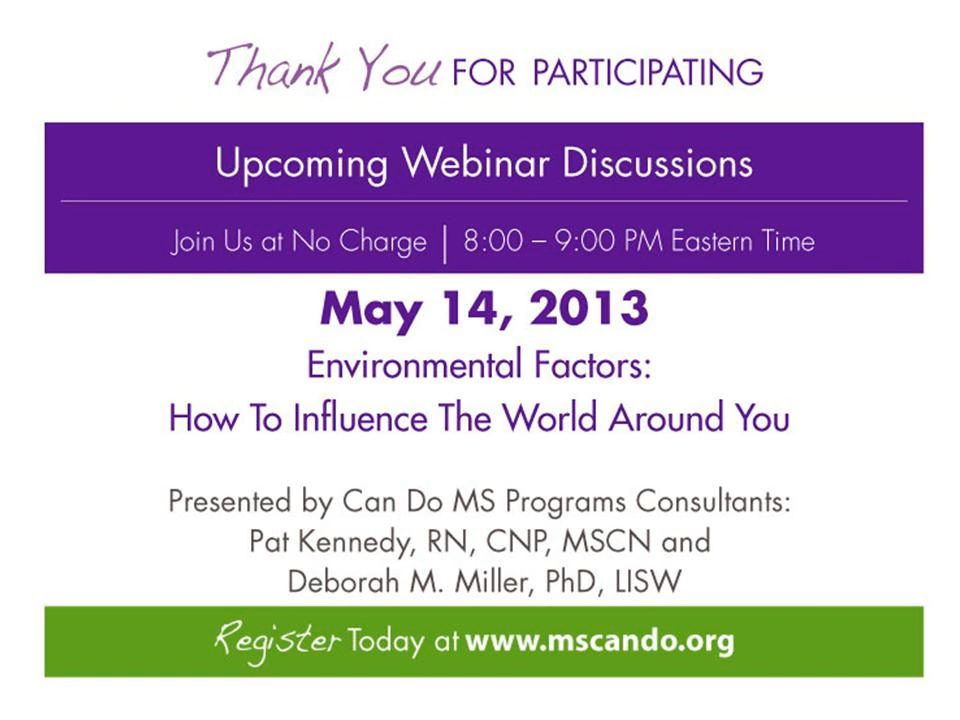 Thank You FOR PARTICIPATING
Upcoming Webinar Discussions
Join Us at No Charge | 8:00 – 9:00 PM Eastern Time
May 14, 2013
Environmental Factors:
How To Influence The World Around You
Presented by Can Do MS Programs Consultants:
Pat Kennedy, RN, CNP, MSCN and
Deborah M. Miller, PhD, LISW
Register Today at www.mscando.org